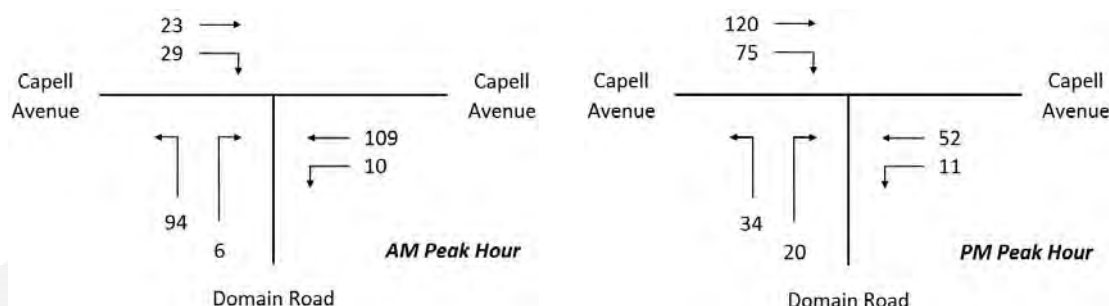 23
29
Capell
Avenue
Capell
Avenue
109
10
94
6
AM Peak Hour
Domain Road
120
75
Capell
Avenue
Capell
Avenue
52
11
34
20
PM Peak Hour
Domain Road